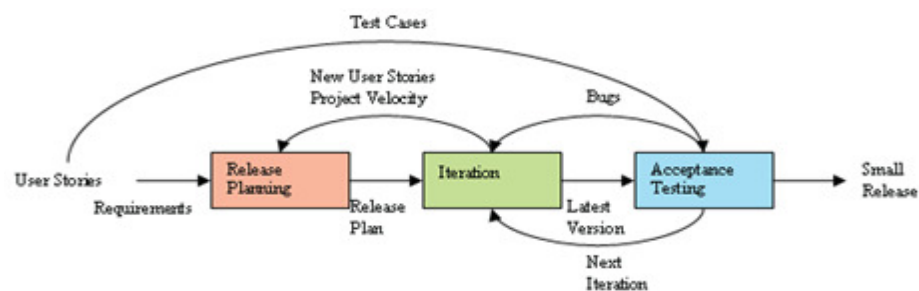 Test Cases
New User Stories
Project Velocity
Bugs
User Stories
Requirements
Release
Planning
Release
Plan
Iteration
Latest
Version
Acceptance
Testing
Small
Release
Next
Iteration